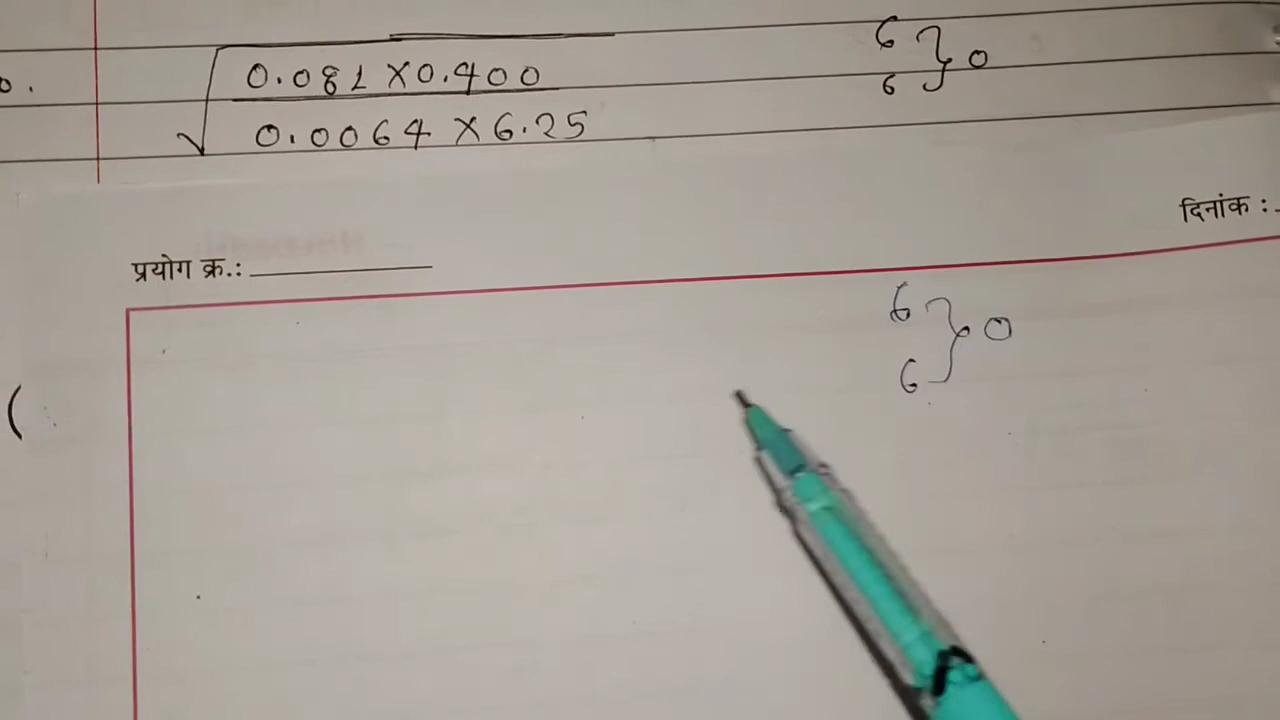 0.081 × 0.400
0.0064 × 6.25
6
6 } 0
दिनांक :
प्रयोग क्र.:
6
6 } 0
(